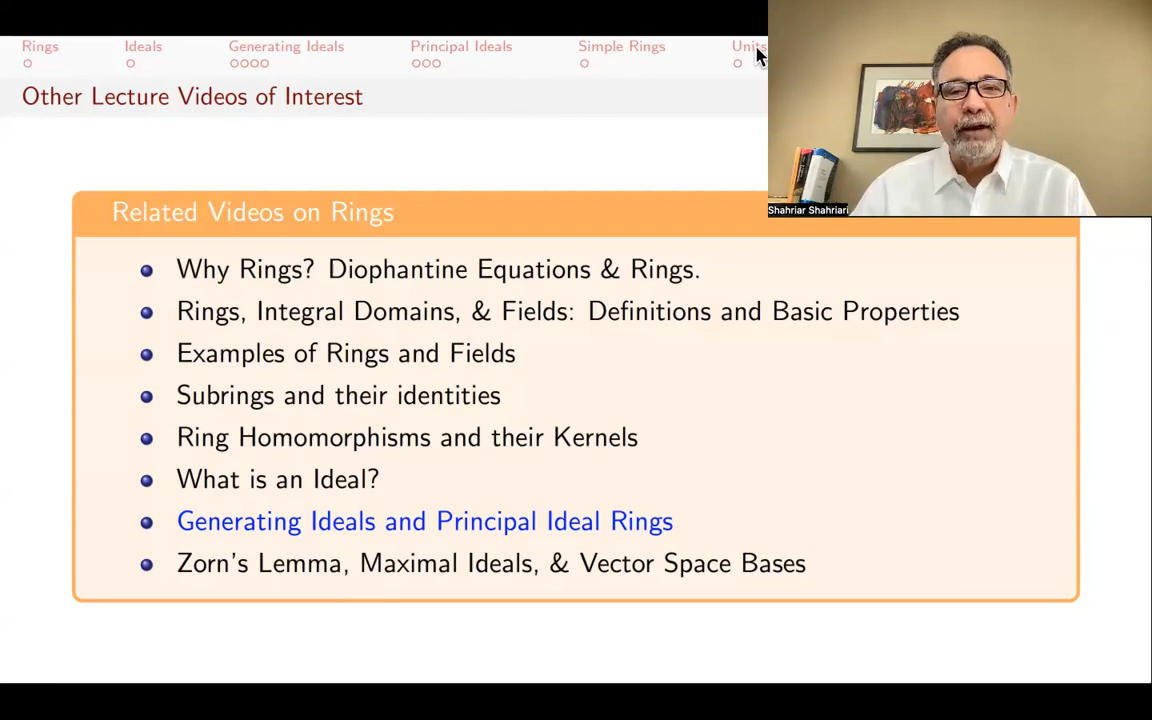 Rings Ideals Generating Ideals Principal Ideals Simple Rings Units
Other Lecture Videos of Interest
Shahriar Shahriari
Related Videos on Rings
Why Rings? Diophantine Equations & Rings.
Rings, Integral Domains, & Fields: Definitions and Basic Properties
Examples of Rings and Fields
Subrings and their identities
Ring Homomorphisms and their Kernels
What is an Ideal?
Generating Ideals and Principal Ideal Rings
Zorn's Lemma, Maximal Ideals, & Vector Space Bases